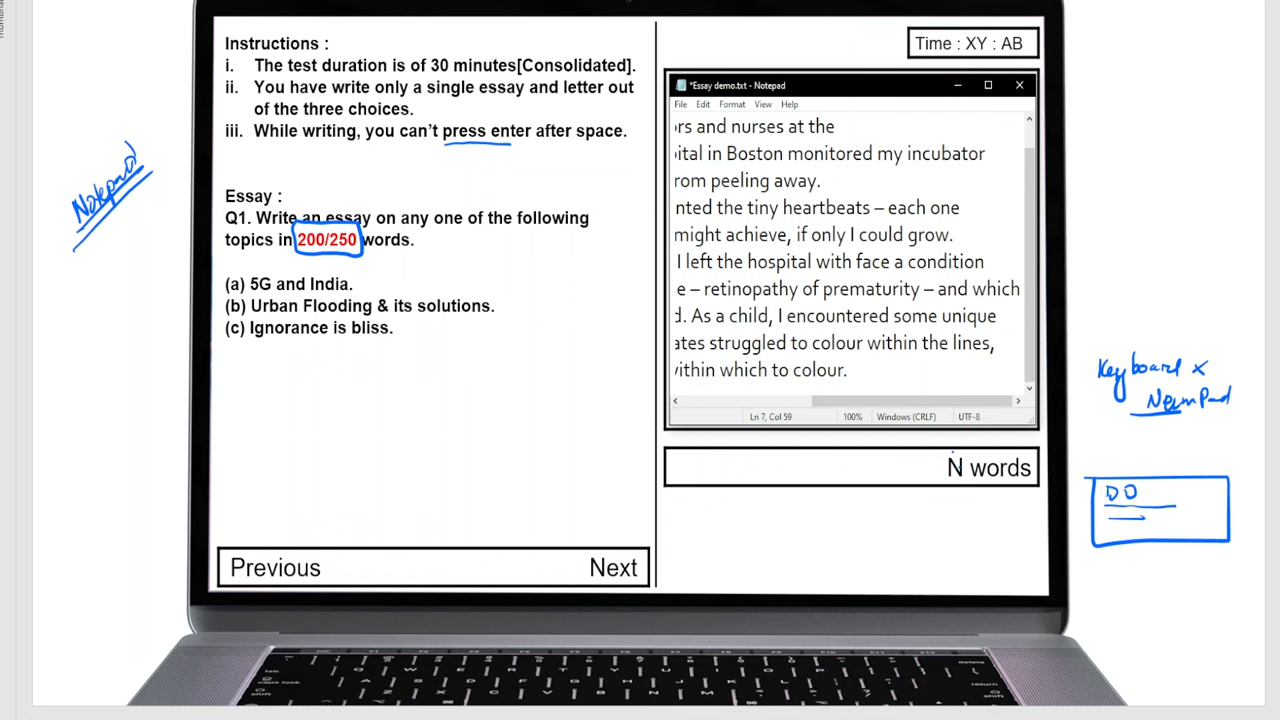 Instructions :
i. The test duration is of 30 minutes[Consolidated].
ii. You have write only a single essay and letter out
of the three choices.
iii. While writing, you can't press enter after space.
Notepad
Essay :
Q1. Write an essay on any one of the following
topics in 200/250 words.
(a) 5G and India.
(b) Urban Flooding & its solutions.
(c) Ignorance is bliss.
Previous
Next
Time : XY : AB
*Essay demo.txt - Notepad
File Edit Format View Help
ors and nurses at the
pital in Boston monitored my incubator
rom peeling away.
nted the tiny heartbeats – each one
might achieve, if only I could grow.
I left the hospital with face a condition
e – retinopathy of prematurity – and which
d. As a child, I encountered some unique
ates struggled to colour within the lines,
within which to colour.
Ln 7, Col 59 100% Windows (CRLF) UTF-8
N words
Keyboard x
NeumPad
DO